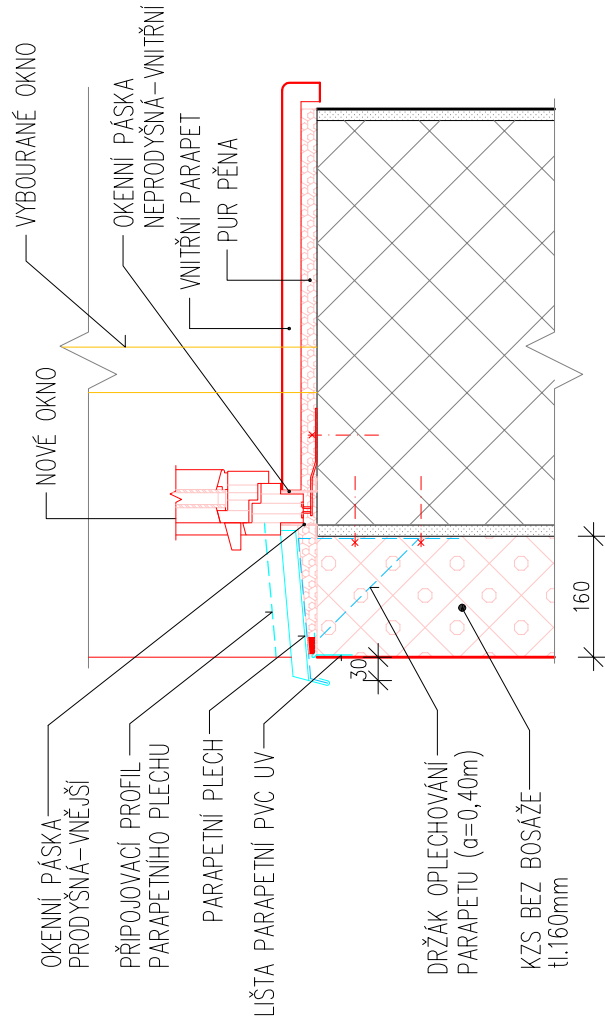 VYBOURANÉ OKNO
OKENNÍ PÁSKA
NEPRODYŠNÁ-VNITŘNÍ
VNITŘNÍ PARAPET
PUR PĚNA
NOVÉ OKNO
OKENNÍ PÁSKA
PRODYŠNÁ-VNĚJŠÍ
PŘIPOJOVACÍ PROFIL
PARAPETNÍHO PLECHU
PARAPETNÍ PLECH
LIŠTA PARAPETNÍ PVC UV
DRŽÁK OPLECHOVÁNÍ
PARAPETU (a=0,40m)
KZS BEZ BOSÁŽE
tl.160mm
30
160